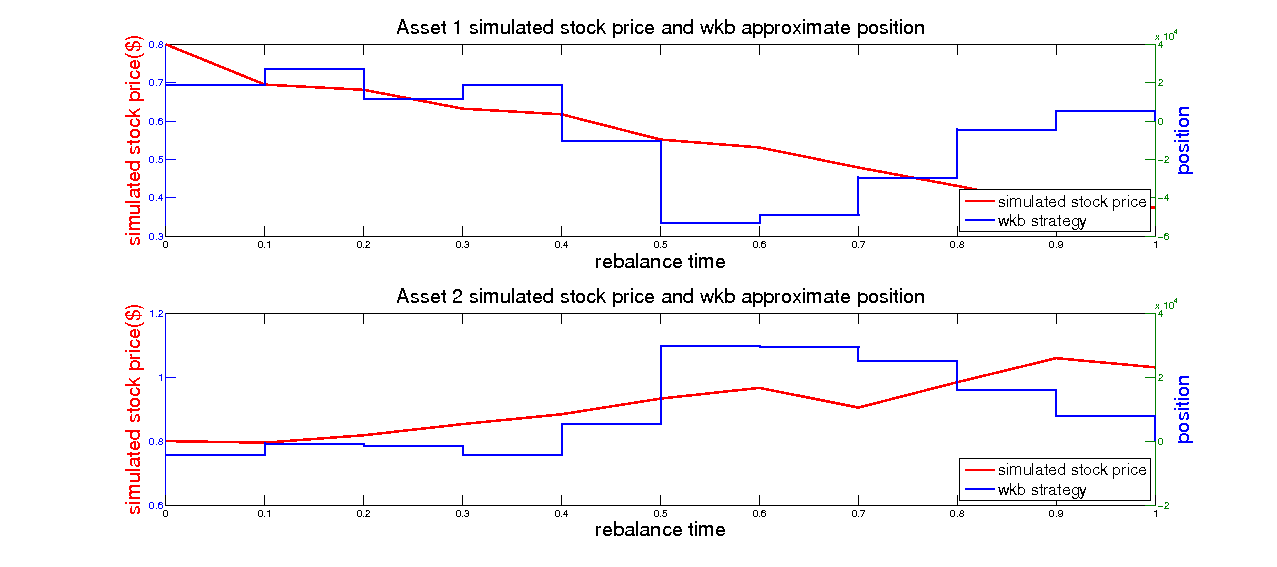 Asset 1 simulated stock price and wkb approximate position
x 10^4
simulated stock price($)
0.8
0.7
0.6
0.5
0.4
0.3
4
2
0
-2
-4
-6
position
simulated stock price
wkb strategy
0 0.1 0.2 0.3 0.4 0.5 0.6 0.7 0.8 0.9 1
rebalance time
Asset 2 simulated stock price and wkb approximate position
x 10^4
simulated stock price($)
1.2
1
0.8
0.6
4
2
0
-2
position
simulated stock price
wkb strategy
0 0.1 0.2 0.3 0.4 0.5 0.6 0.7 0.8 0.9 1
rebalance time